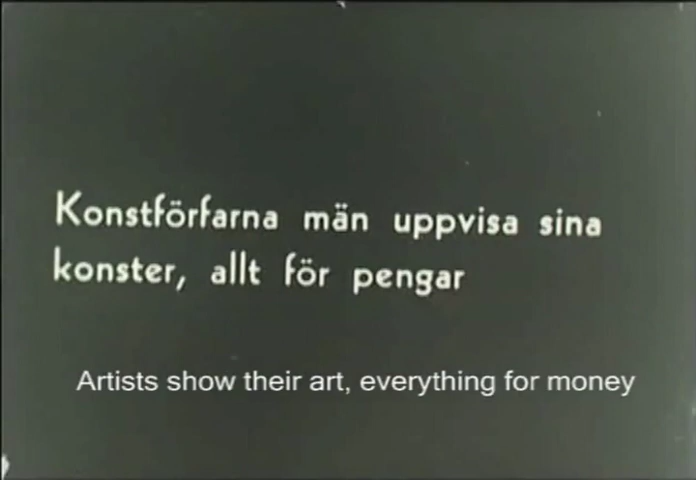 Konstförfarna män uppvisa sina
konster, allt för pengar
Artists show their art, everything for money